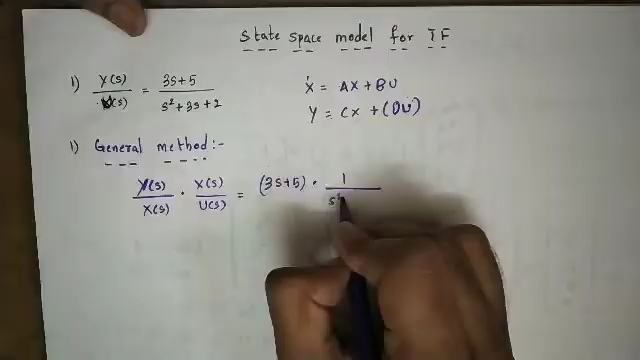 State space model for TF
1) Y(s)/U(s) = 3s+5/s²+3s+2
Ẋ = AX+BU
Y = CX+(DU)
1) General method:-
Y(s)/X(s) · X(s)/U(s) = (3s+5) · 1/s²